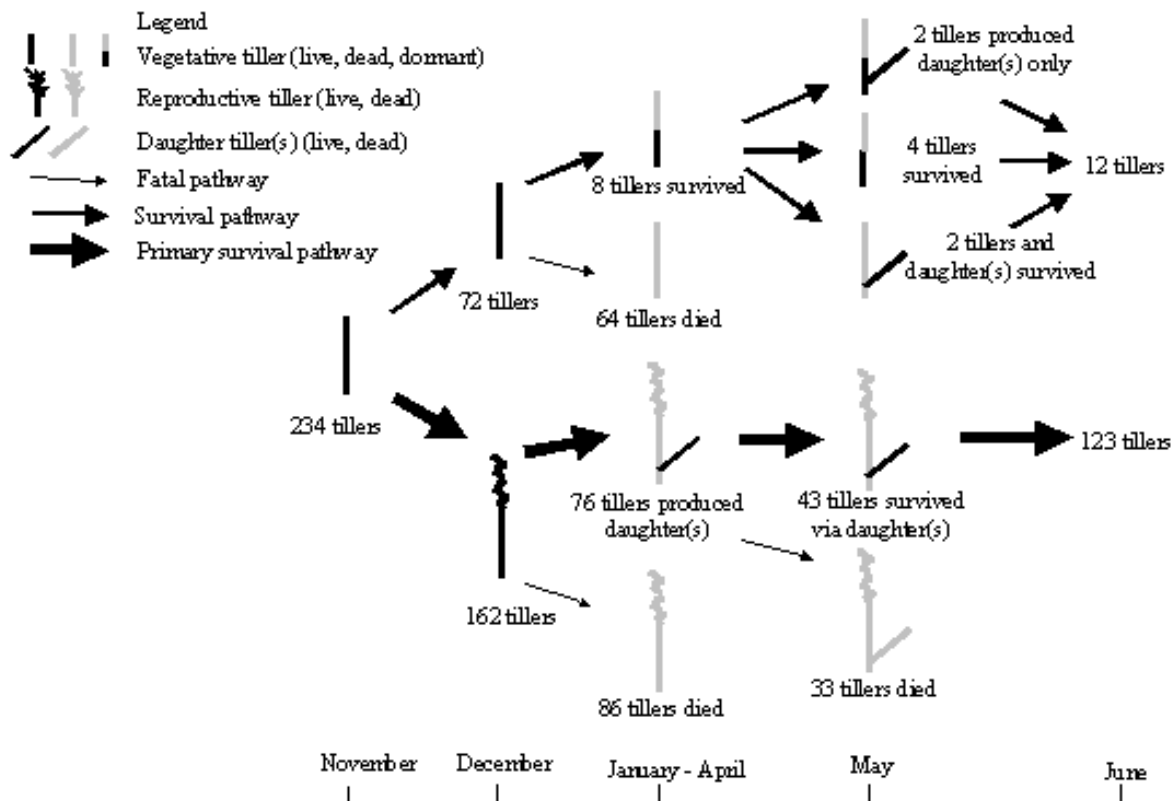 Legend
Vegetative tiller (live, dead, dormant)
Reproductive tiller (live, dead)
Daughter tiller(s) (live, dead)
Fatal pathway
Survival pathway
Primary survival pathway
2 tillers produced
daughter(s) only
8 tillers survived
4 tillers
survived
12 tillers
2 tillers and
daughter(s) survived
72 tillers
64 tillers died
234 tillers
123 tillers
76 tillers produced
daughter(s)
43 tillers survived
via daughter(s)
162 tillers
86 tillers died
33 tillers died
November
December
January - April
May
June